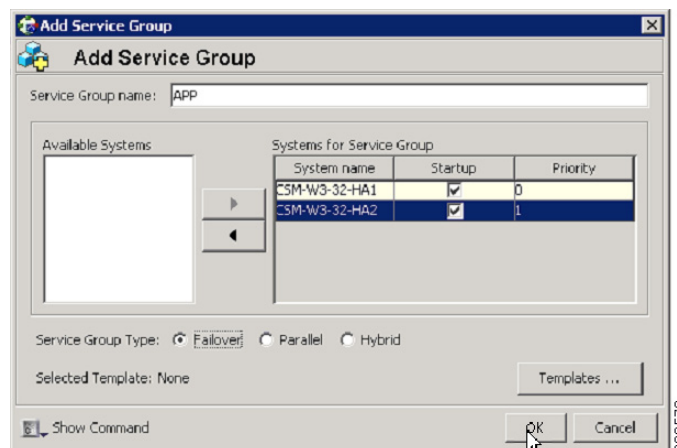 Add Service Group
Add Service Group
Service Group name: APP
Available Systems
Systems for Service Group
System name Startup Priority
CSM-W3-32-HA1 0
CSM-W3-32-HA2 1
Service Group Type: Failover Parallel Hybrid
Selected Template: None
Templates ...
Show Command
OK Cancel